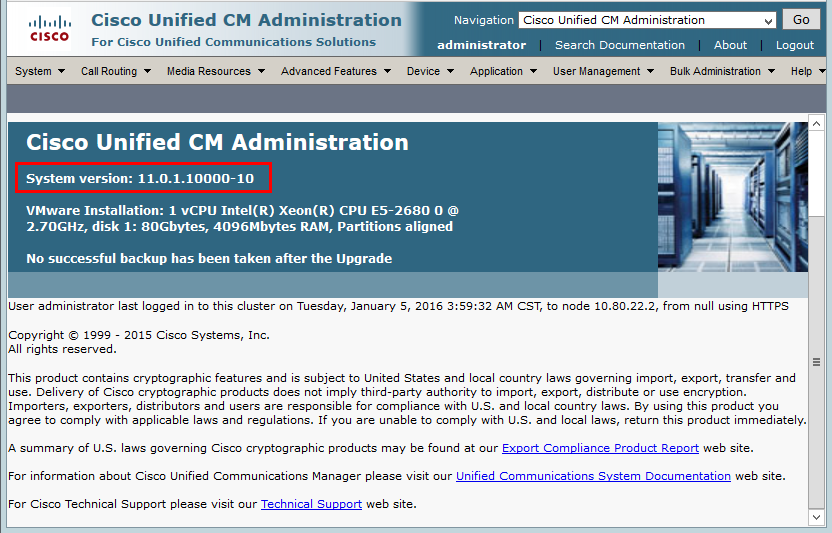 Cisco Unified CM Administration
For Cisco Unified Communications Solutions
CISCO
Navigation Cisco Unified CM Administration Go
administrator | Search Documentation | About | Logout
System Call Routing Media Resources Advanced Features Device Application User Management Bulk Administration Help
Cisco Unified CM Administration
System version: 11.0.1.10000-10
VMware Installation: 1 vCPU Intel(R) Xeon(R) CPU E5-2680 0 @
2.70GHz, disk 1: 80Gbytes, 4096Mbytes RAM, Partitions aligned
No successful backup has been taken after the Upgrade
User administrator last logged in to this cluster on Tuesday, January 5, 2016 3:59:32 AM CST, to node 10.80.22.2, from null using HTTPS
Copyright © 1999 - 2015 Cisco Systems, Inc.
All rights reserved.
This product contains cryptographic features and is subject to United States and local country laws governing import, export, transfer and
use. Delivery of Cisco cryptographic products does not imply third-party authority to import, export, distribute or use encryption.
Importers, exporters, distributors and users are responsible for compliance with U.S. and local country laws. By using this product you
agree to comply with applicable laws and regulations. If you are unable to comply with U.S. and local laws, return this product immediately.
A summary of U.S. laws governing Cisco cryptographic products may be found at our Export Compliance Product Report web site.
For information about Cisco Unified Communications Manager please visit our Unified Communications System Documentation web site.
For Cisco Technical Support please visit our Technical Support web site.